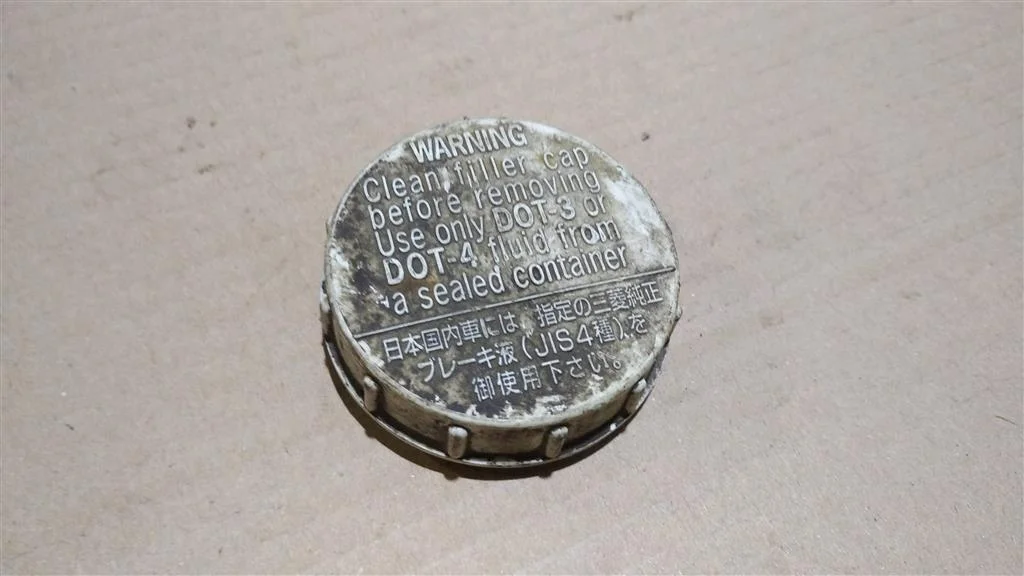 WARNING
Clean filler cap
before removing
Use only DOT-3 or
DOT-4 fluid from
a sealed container
日本国内車には、指定の三菱純正
ブレーキ液(JIS4種)を
御使用下さい。